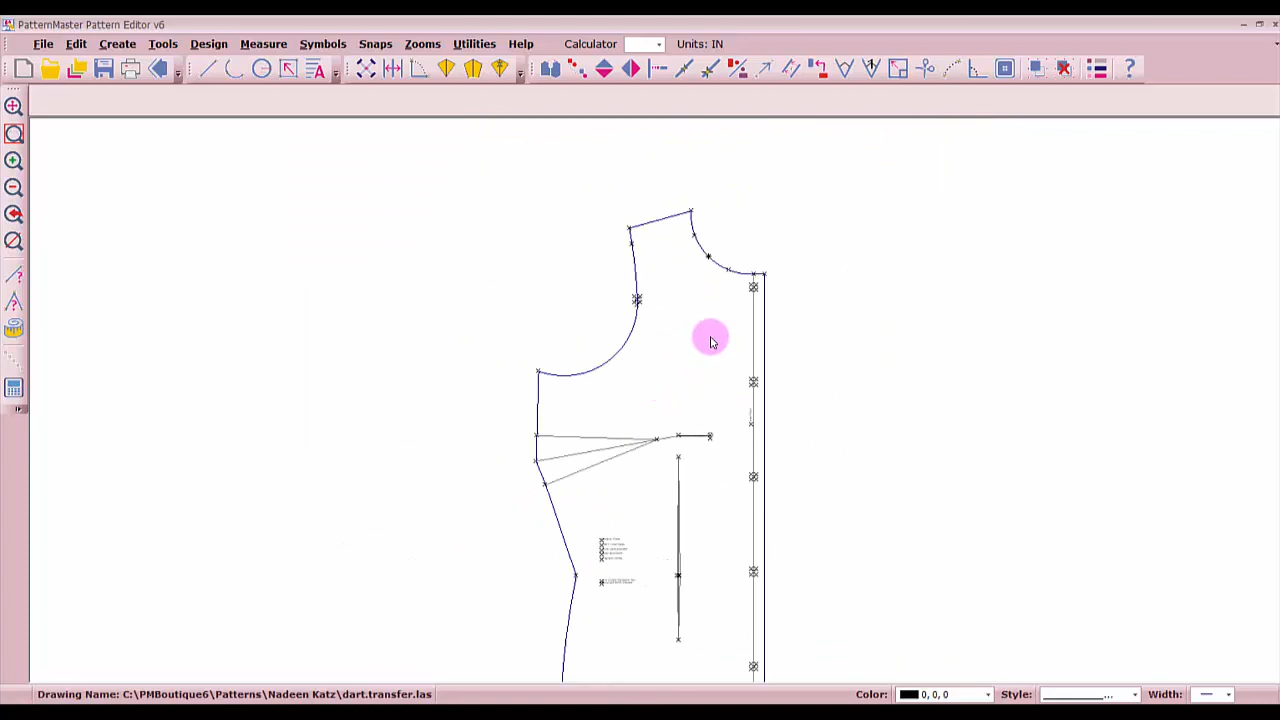 PatternMaster Pattern Editor v6
File Edit Create Tools Design Measure Symbols Snaps Zooms Utilities Help Calculator Units: IN
Drawing Name: C:\PMBoutique6\Patterns\Nadeen Katz\dart.transfer.las Color: 0, 0, 0 Style: ... Width: